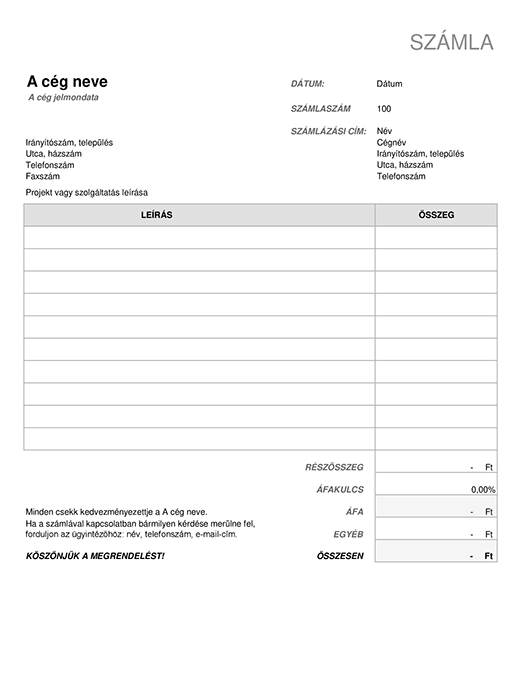 SZÁMLA
A cég neve
DÁTUM: Dátum
A cég jelmondata
SZÁMLASZÁM 100
SZÁMLÁZÁSI CÍM: Név
Irányítószám, település Cégnév
Utca, házszám Irányítószám, település
Telefonszám Utca, házszám
Faxszám Telefonszám
Projekt vagy szolgáltatás leírása
LEÍRÁS ÖSSZEG
RÉSZÖSSZEG - Ft
ÁFAKULCS 0,00%
Minden csekk kedvezményezettje a A cég neve. ÁFA - Ft
Ha a számlával kapcsolatban bármilyen kérdése merülne fel,
forduljon az ügyintézőhöz: név, telefonszám, e-mail-cím. EGYÉB - Ft
KÖSZÖNJÜK A MEGRENDELÉST! ÖSSZESEN - Ft